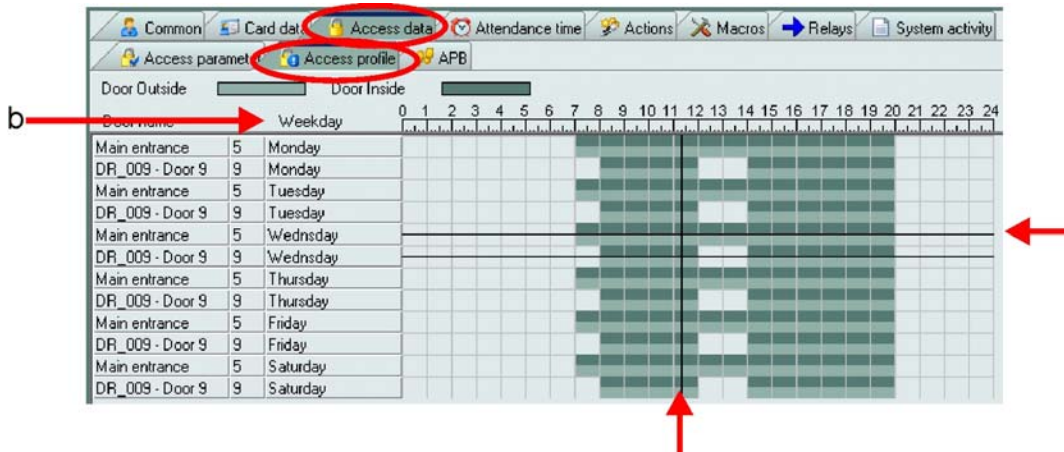 Common Card data Access data Attendance time Actions Macros Relays System activity
Access paramet Access profile APB
Door Outside Door Inside
0 1 2 3 4 5 6 7 8 9 10 11 12 13 14 15 16 17 18 19 20 21 22 23 24
b Door name Weekday
Main entrance 5 Monday
DR_009 - Door 9 9 Monday
Main entrance 5 Tuesday
DR_009 - Door 9 9 Tuesday
Main entrance 5 Wednsday
DR_009 - Door 9 9 Wednsday
Main entrance 5 Thursday
DR_009 - Door 9 9 Thursday
Main entrance 5 Friday
DR_009 - Door 9 9 Friday
Main entrance 5 Saturday
DR_009 - Door 9 9 Saturday